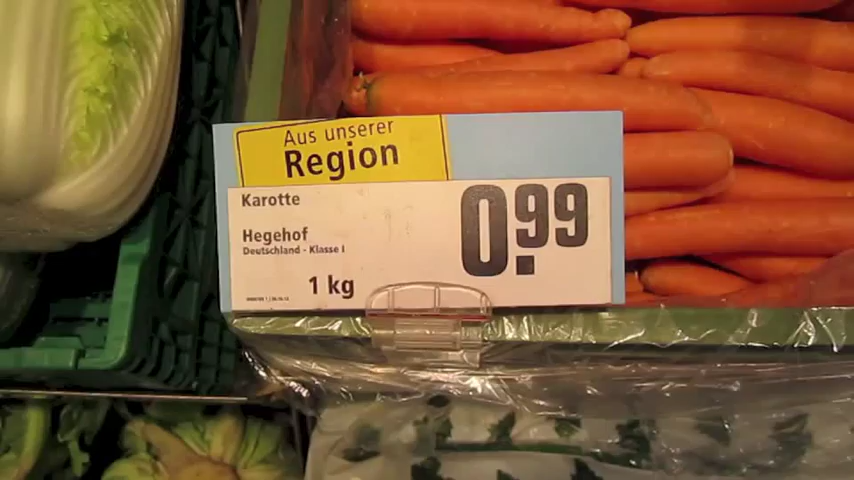 Aus unserer
Region
Karotte
0.99
Hegehof
Deutschland - Klasse I
1 kg